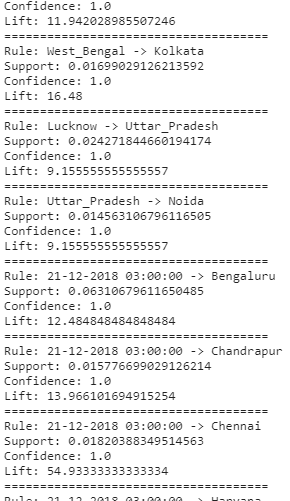 Confidence: 1.0
Lift: 11.942028985507246
=====================================
Rule: West_Bengal -> Kolkata
Support: 0.01699029126213592
Confidence: 1.0
Lift: 16.48
=====================================
Rule: Lucknow -> Uttar_Pradesh
Support: 0.024271844660194174
Confidence: 1.0
Lift: 9.155555555555557
=====================================
Rule: Uttar_Pradesh -> Noida
Support: 0.014563106796116505
Confidence: 1.0
Lift: 9.155555555555557
=====================================
Rule: 21-12-2018 03:00:00 -> Bengaluru
Support: 0.06310679611650485
Confidence: 1.0
Lift: 12.484848484848484
=====================================
Rule: 21-12-2018 03:00:00 -> Chandrapur
Support: 0.015776699029126214
Confidence: 1.0
Lift: 13.966101694915254
=====================================
Rule: 21-12-2018 03:00:00 -> Chennai
Support: 0.01820388349514563
Confidence: 1.0
Lift: 54.93333333333334
=====================================
Rule: 21-12-2018 03:00:00 -> Haryana